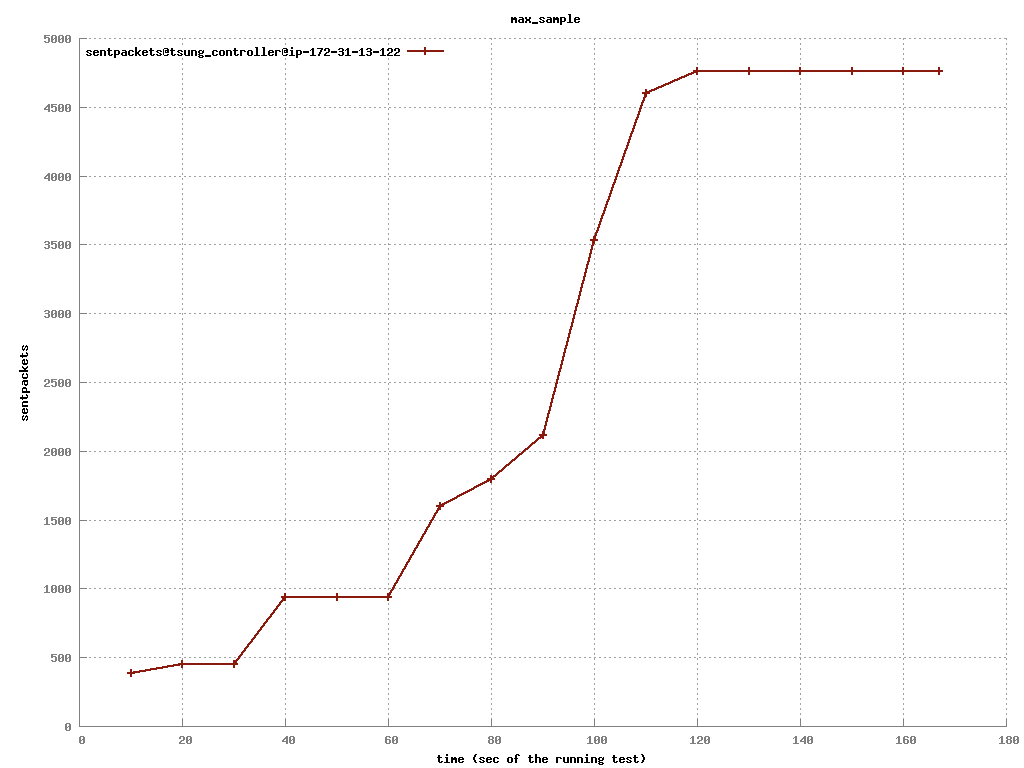 max_sample
sentpackets@tsung_controller@ip-172-31-13-122
5000
4500
4000
3500
3000
2500
2000
1500
1000
500
0
sentpackets
0 20 40 60 80 100 120 140 160 180
time (sec of the running test)